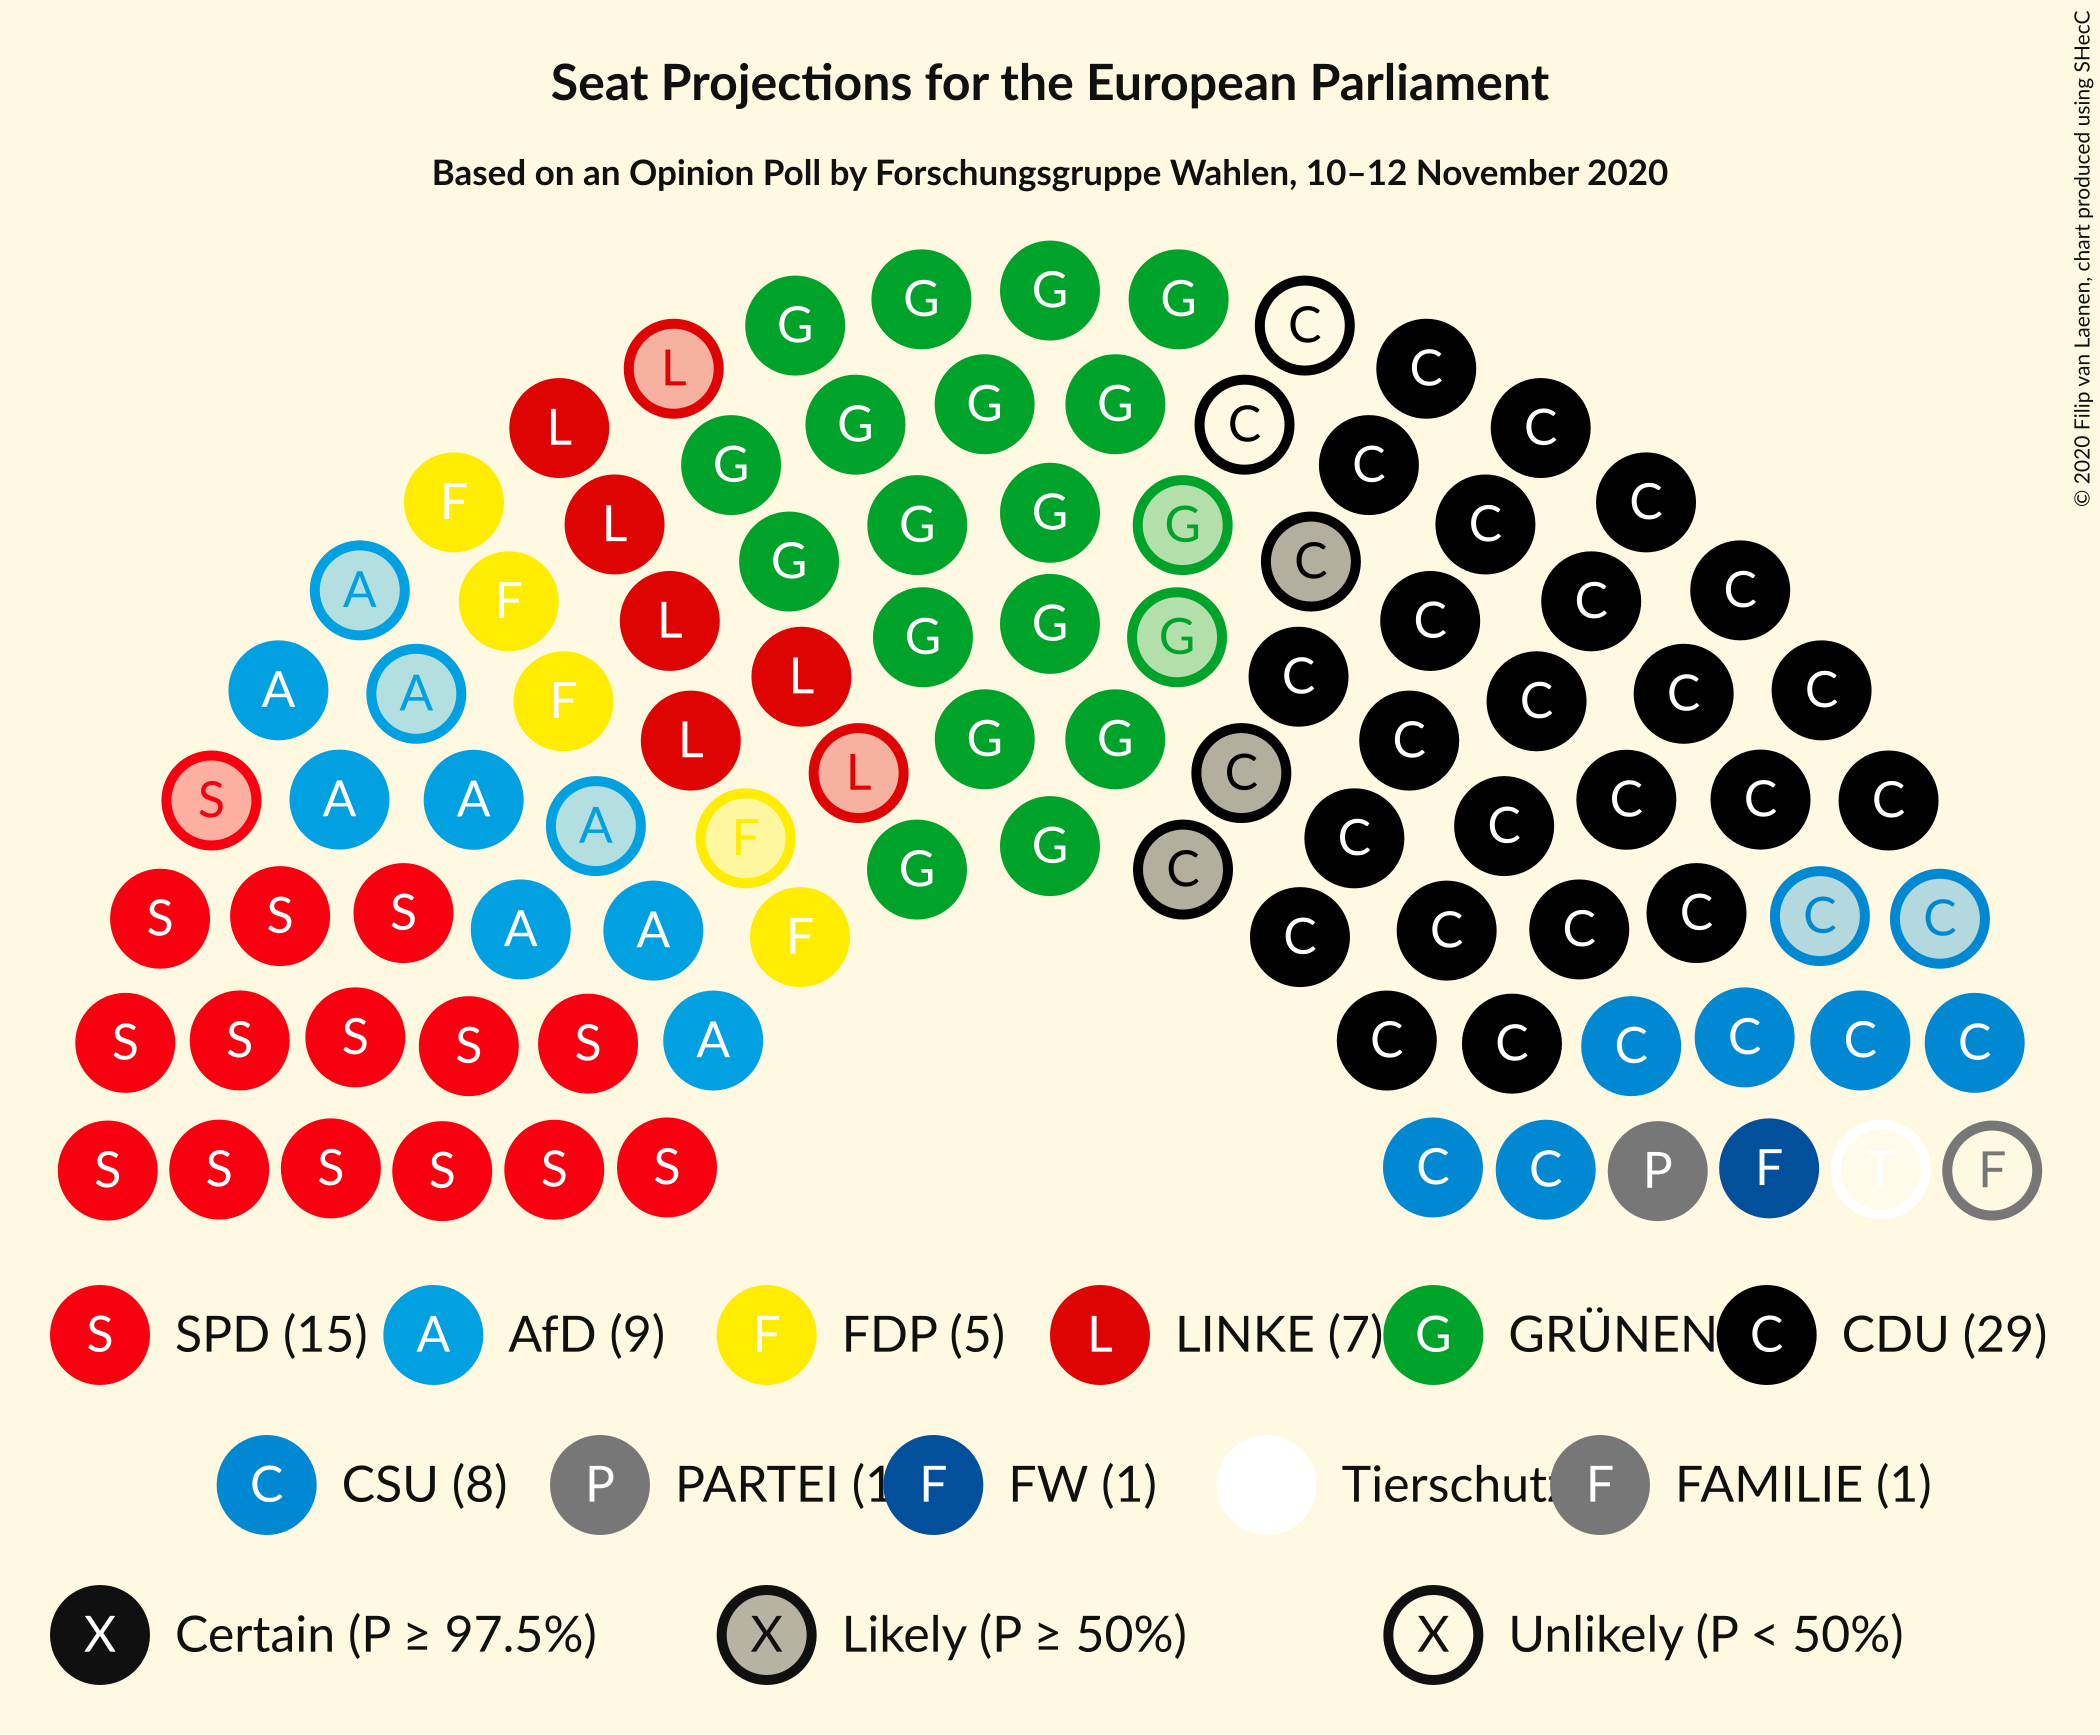 © 2020 Filip van Laenen, chart produced using SHecC
Seat Projections for the European Parliament
Based on an Opinion Poll by Forschungsgruppe Wahlen, 10–12 November 2020
G G G G C
L C
L G G G C C
G C
F L G G G C C
A F G C C C
L G G G C
A A F L C C C C
L G G C
S A A L C C C C
A F C C
G G C
S S S A A F C C C C C C
S S S S S A C C C C C C
S S S S S S C C P F T F
S SPD (15) A AfD (9) F FDP (5) L LINKE (7) G GRÜNEN C CDU (29)
C CSU (8) P PARTEI (1 F FW (1) Tierschutz F FAMILIE (1)
X Certain (P ≥ 97.5%) X Likely (P ≥ 50%) X Unlikely (P < 50%)